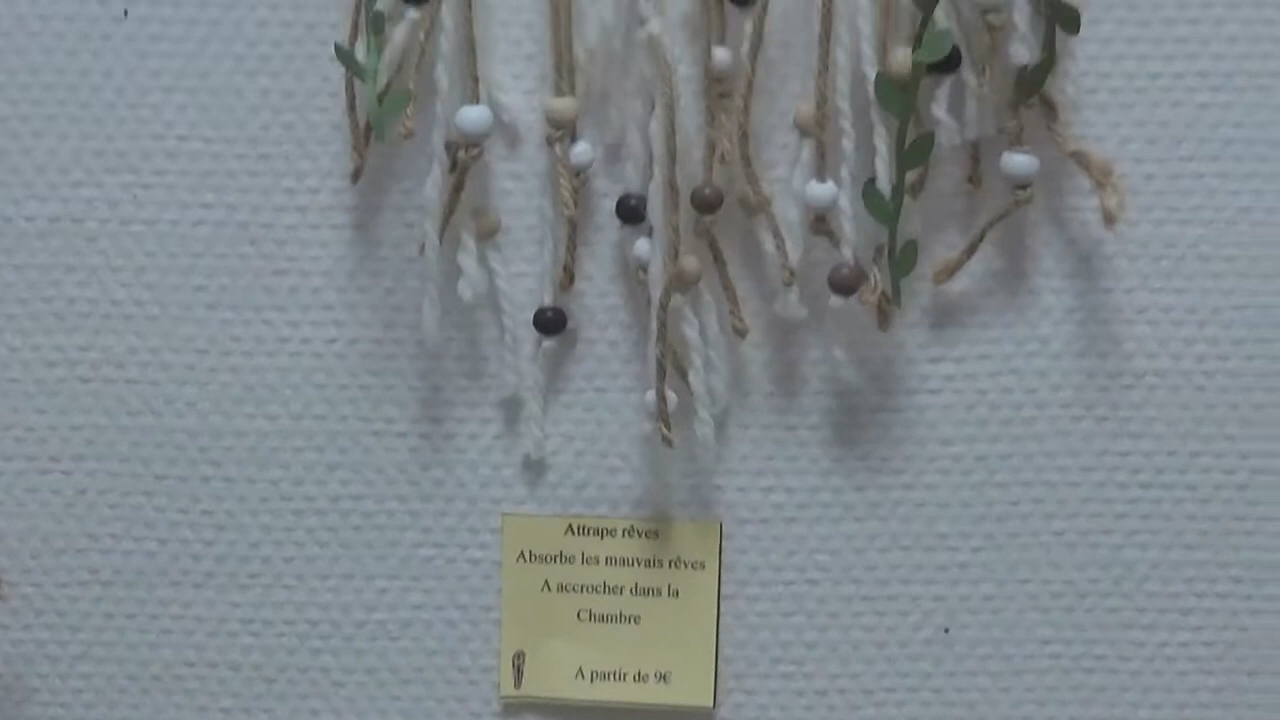 Attrape rêves
Absorbe les mauvais rêves
A accrocher dans la
Chambre
A partir de 9€